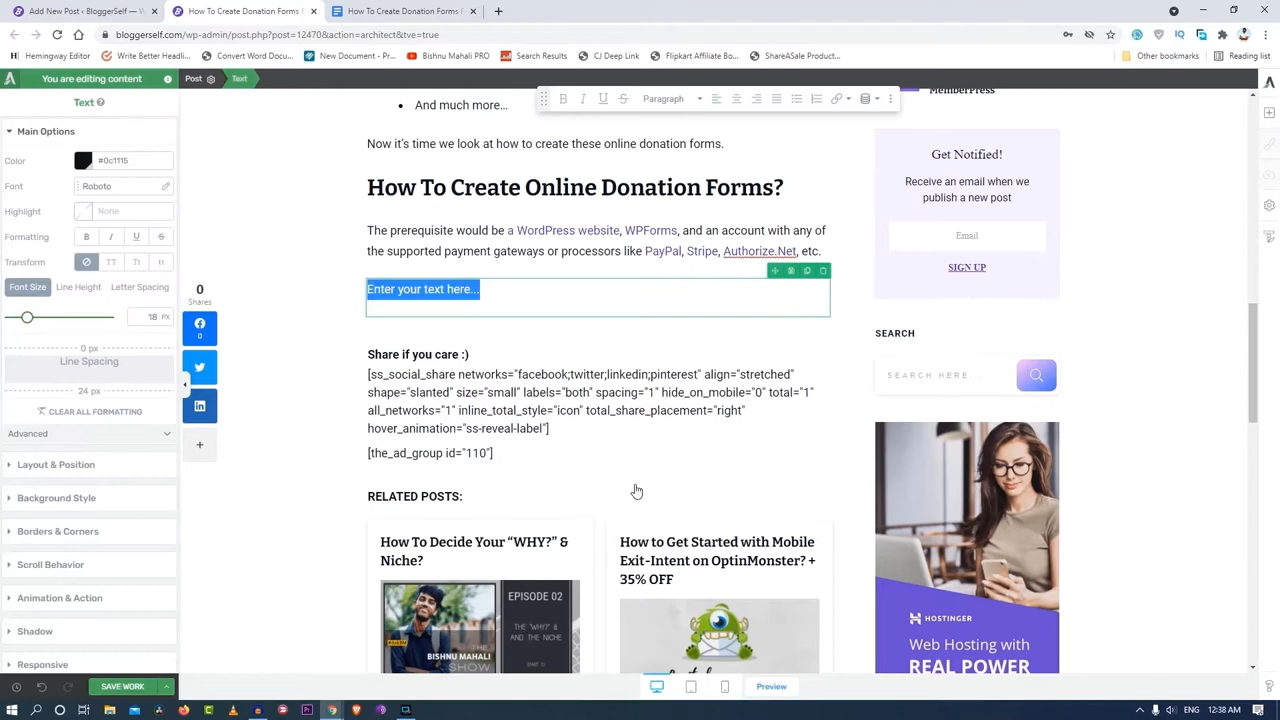 Add New Post ‹ BloggerSelf — W
How To Create Donation Forms F
How To Create Donation Forms F
bloggerself.com/wp-admin/post.php?post=12470&action=architect&tve=true
Hemingway Editor
Write Better with G...
Convert Word Docu...
New Document - Pr...
Bishnu Mahali PRO
Search Results
CJ Deep Link
Flipkart Affiliate Bo...
ShareASale Product...
Other bookmarks
Reading list
You are editing content
Post
Text
Text
Main Options
Color
#0c1115
Font
Roboto
Highlight
None
Formatting
B I U S
Transform
TT Tt tt
Font Size
Line Height
Letter Spacing
18 PX
0 px
Line Spacing
24 px
CLEAR ALL FORMATTING
Advanced
Layout & Position
Background Style
Borders & Corners
Scroll Behavior
Animation & Action
Shadow
Responsive
SAVE WORK
0
Shares
0
B I U S Paragraph
And much more...
Now it's time we look at how to create these online donation forms.
How To Create Online Donation Forms?
The prerequisite would be a WordPress website, WPForms, and an account with any of
the supported payment gateways or processors like PayPal, Stripe, Authorize.Net, etc.
Enter your text here...
Share if you care :)
[ss_social_share networks="facebook;twitter;linkedin;pinterest" align="stretched"
shape="slanted" size="small" labels="both" spacing="1" hide_on_mobile="0" total="1"
all_networks="1" inline_total_style="icon" total_share_placement="right"
hover_animation="ss-reveal-label"]
[the_ad_group id="110"]
RELATED POSTS:
How To Decide Your “WHY?” &
Niche?
EPISODE 02
THE 'WHY?' &
AND THE NICHE
BISHNU MAHALI
How to Get Started with Mobile
Exit-Intent on OptinMonster? +
35% OFF
MemberPress
Get Notified!
Receive an email when we
publish a new post
Email
SIGN UP
SEARCH
SEARCH HERE...
HOSTINGER
Web Hosting with
REAL POWER
Preview
ENG
12:38 AM